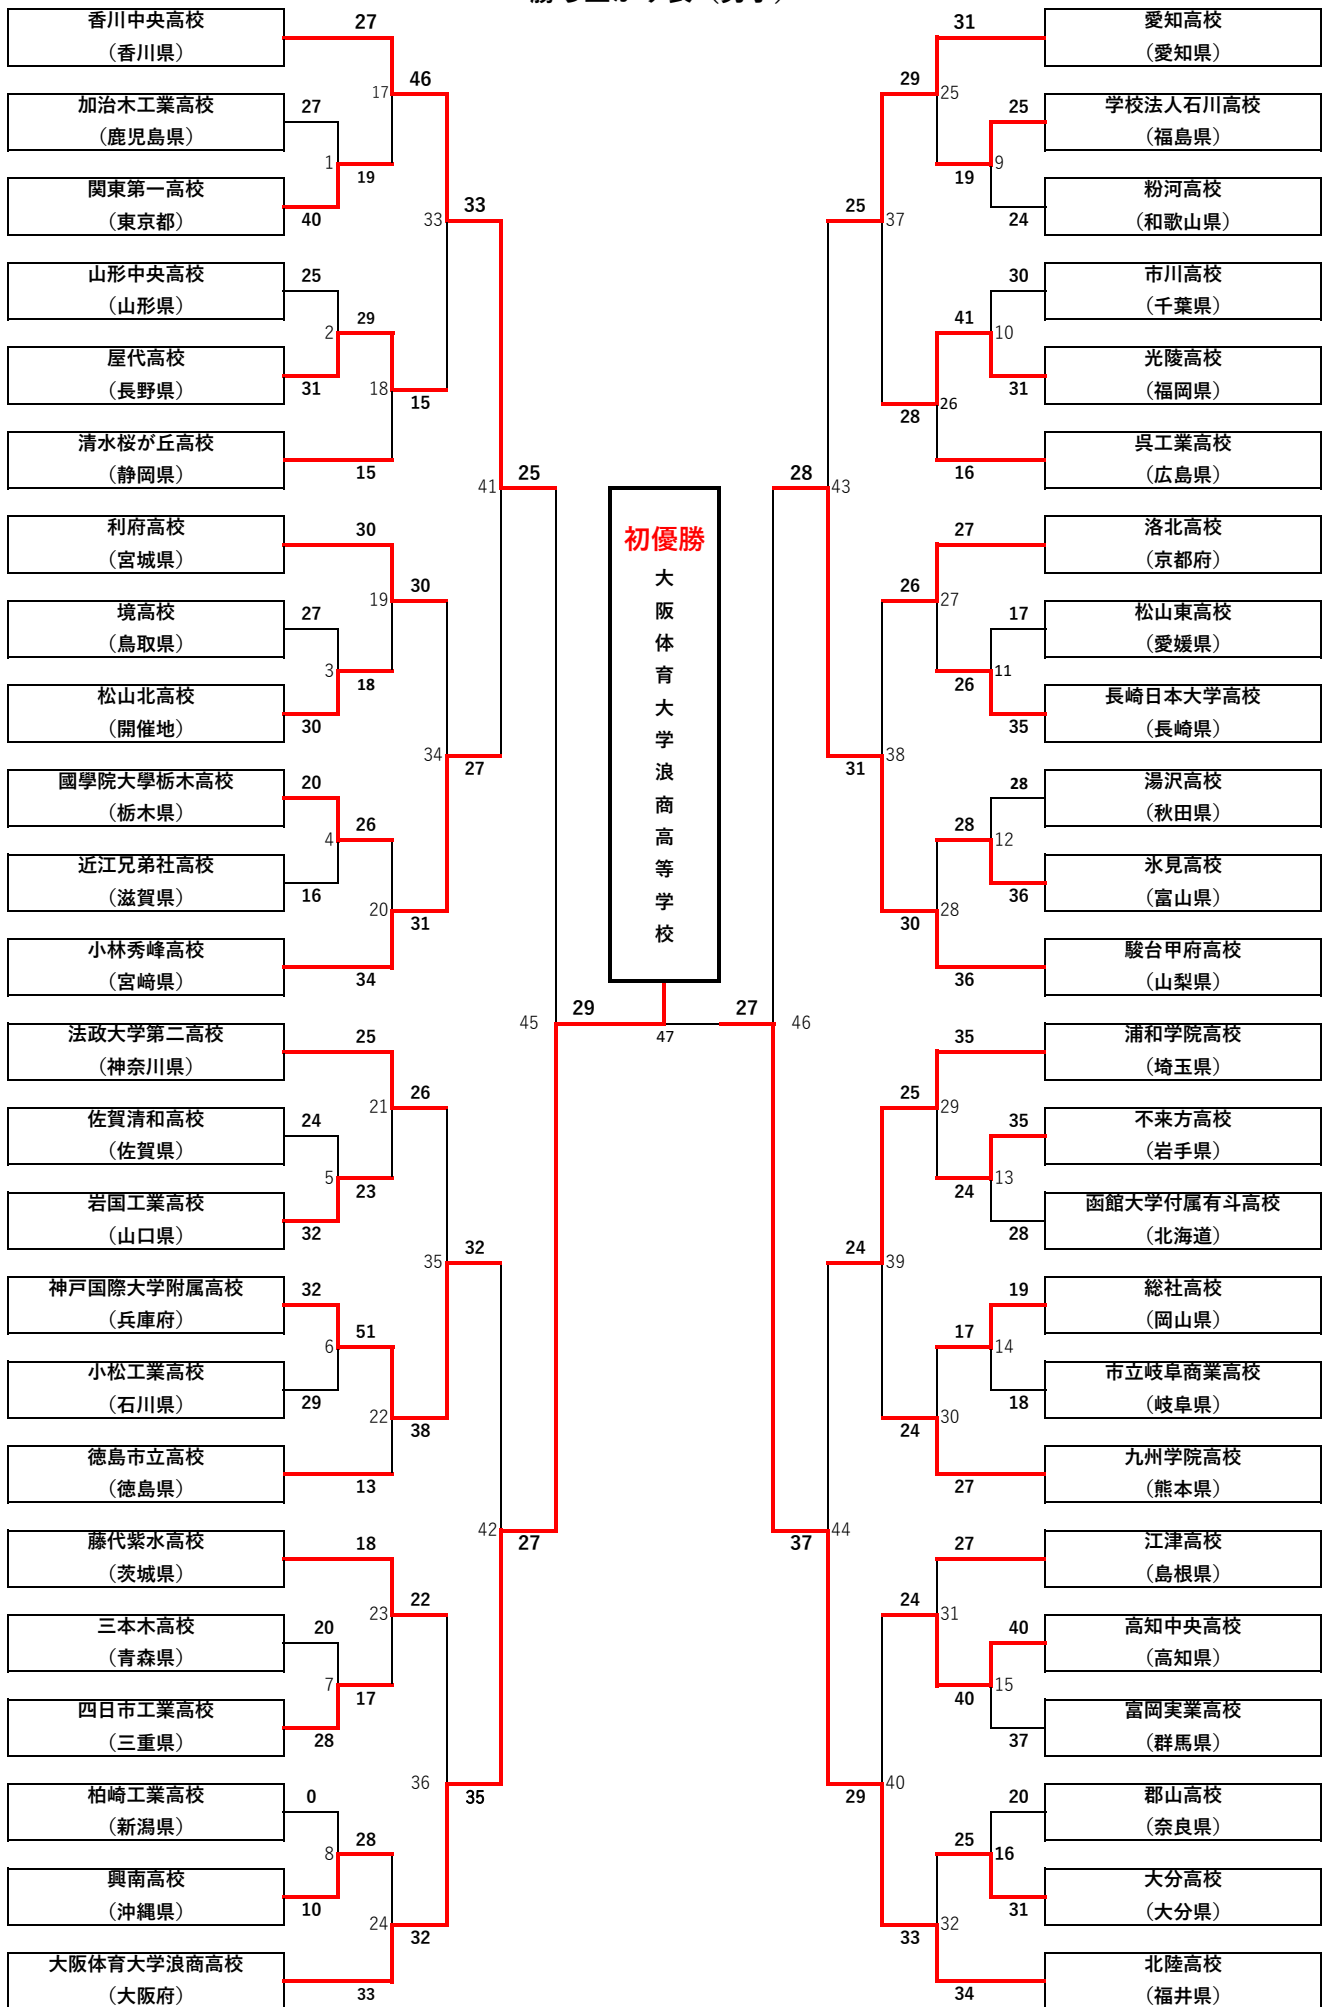 香川中央高校
（香川県）
27
加治木工業高校
（鹿児島県）
27
関東第一高校
（東京都）
40
1
19
17
46
山形中央高校
（山形県）
25
屋代高校
（長野県）
31
2
29
清水桜が丘高校
（静岡県）
15
18
15
33
33
利府高校
（宮城県）
30
境高校
（鳥取県）
27
松山北高校
（開催地）
30
3
18
19
30
國學院大學栃木高校
（栃木県）
20
近江兄弟社高校
（滋賀県）
16
4
26
小林秀峰高校
（宮﨑県）
34
20
31
34
27
41
25
法政大学第二高校
（神奈川県）
25
佐賀清和高校
（佐賀県）
24
岩国工業高校
（山口県）
32
5
23
21
26
神戸国際大学附属高校
（兵庫府）
32
小松工業高校
（石川県）
29
6
51
徳島市立高校
（徳島県）
13
22
38
35
32
藤代紫水高校
（茨城県）
18
三本木高校
（青森県）
20
四日市工業高校
（三重県）
28
7
17
23
22
柏崎工業高校
（新潟県）
0
興南高校
（沖縄県）
10
8
28
大阪体育大学浪商高校
（大阪府）
33
24
32
36
35
42
27
45
29
初優勝
大
阪
体
育
大
学
浪
商
高
等
学
校
47
27
46
愛知高校
（愛知県）
31
学校法人石川高校
（福島県）
25
粉河高校
（和歌山県）
24
9
19
25
29
市川高校
（千葉県）
30
光陵高校
（福岡県）
31
10
41
呉工業高校
（広島県）
16
26
28
37
25
洛北高校
（京都府）
27
松山東高校
（愛媛県）
17
長崎日本大学高校
（長崎県）
35
11
26
27
26
湯沢高校
（秋田県）
28
氷見高校
（富山県）
36
12
28
駿台甲府高校
（山梨県）
36
28
30
38
31
43
28
浦和学院高校
（埼玉県）
35
不来方高校
（岩手県）
35
函館大学付属有斗高校
（北海道）
28
13
24
29
25
総社高校
（岡山県）
19
市立岐阜商業高校
（岐阜県）
18
14
17
九州学院高校
（熊本県）
27
30
24
39
24
江津高校
（島根県）
27
高知中央高校
（高知県）
40
富岡実業高校
（群馬県）
37
15
40
31
24
郡山高校
（奈良県）
20
大分高校
（大分県）
31
16
25
北陸高校
（福井県）
34
32
33
40
29
44
37